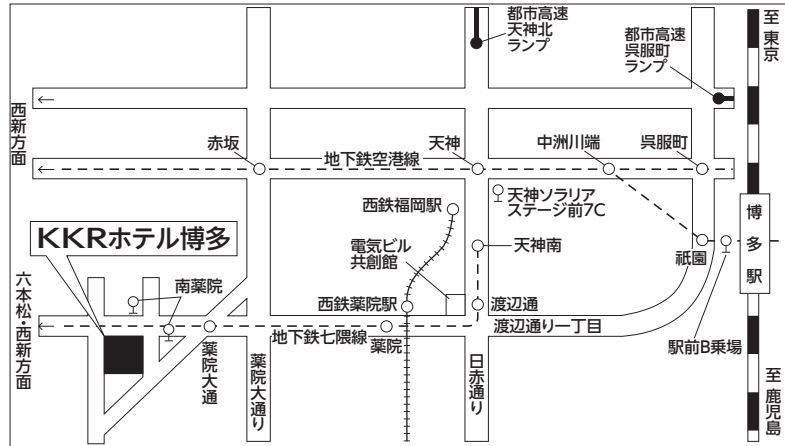 都市高速
天神北
ランプ
都市高速
呉服町
ランプ
至 東京
西新方面
赤坂
地下鉄空港線
天神
中洲川端
呉服町
天神ソラリア
ステージ前7C
西鉄福岡駅
KKRホテル博多
電気ビル
共創館
天神南
祇園
博多駅
六本松・西新方面
南薬院
西鉄薬院駅
渡辺通
渡辺通り一丁目
地下鉄七隈線
薬院
薬院大通
薬院大通り
日赤通り
駅前B乗場
至 鹿児島